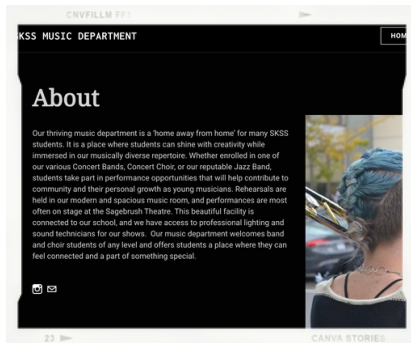 CNVFILLM FF1
SKSS MUSIC DEPARTMENT
HOM
About
Our thriving music department is a 'home away from home' for many SKSS
students. It is a place where students can shine with creativity while
immersed in our musically diverse repertoire. Whether enrolled in one of
our various Concert Bands, Concert Choir, or our reputable Jazz Band,
students take part in performance opportunities that will help contribute to
community and their personal growth as young musicians. Rehearsals are
held in our modern and spacious music room, and performances are most
often on stage at the Sagebrush Theatre. This beautiful facility is
connected to our school, and we have access to professional lighting and
sound technicians for our shows. Our music department welcomes band
and choir students of any level and offers students a place where they can
feel connected and a part of something special.
23
CANVA STORIES